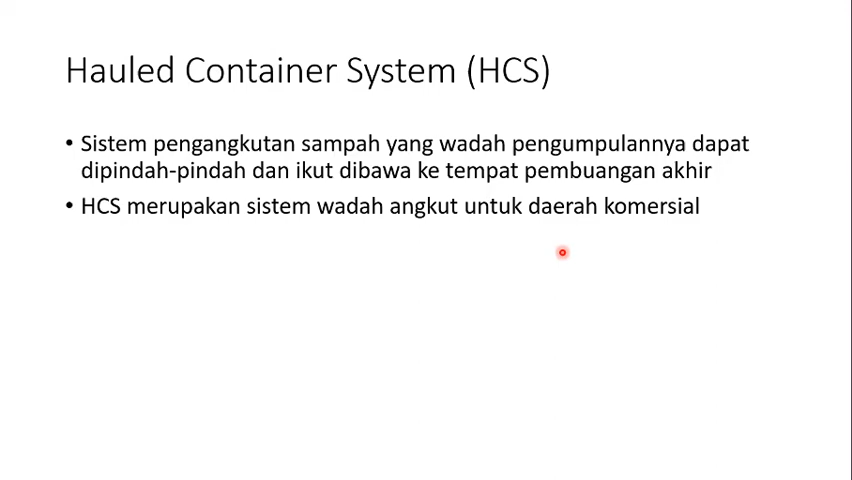 Hauled Container System (HCS)
• Sistem pengangkutan sampah yang wadah pengumpulannya dapat
dipindah-pindah dan ikut dibawa ke tempat pembuangan akhir
• HCS merupakan sistem wadah angkut untuk daerah komersial